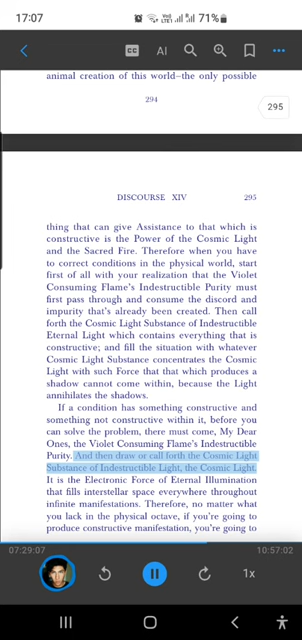 17:07
71%
CC
AI
animal creation of this world—the only possible
294
295
DISCOURSE XIV 295
thing that can give Assistance to that which is
constructive is the Power of the Cosmic Light
and the Sacred Fire. Therefore when you have
to correct conditions in the physical world, start
first of all with your realization that the Violet
Consuming Flame's Indestructible Purity must
first pass through and consume the discord and
impurity that's already been created. Then call
forth the Cosmic Light Substance of Indestructible
Eternal Light which contains everything that is
constructive; and fill the situation with whatever
Cosmic Light Substance concentrates the Cosmic
Light with such Force that that which produces a
shadow cannot come within, because the Light
annihilates the shadows.
If a condition has something constructive and
something not constructive within it, before you
can solve the problem, there must come, My Dear
Ones, the Violet Consuming Flame's Indestructible
Purity. And then draw or call forth the Cosmic Light
Substance of Indestructible Light, the Cosmic Light.
It is the Electronic Force of Eternal Illumination
that fills interstellar space everywhere throughout
infinite manifestations. Therefore, no matter what
you lack in the physical octave, if you're going to
produce constructive manifestation, you're going to
07:29:07
10:57:02
1x